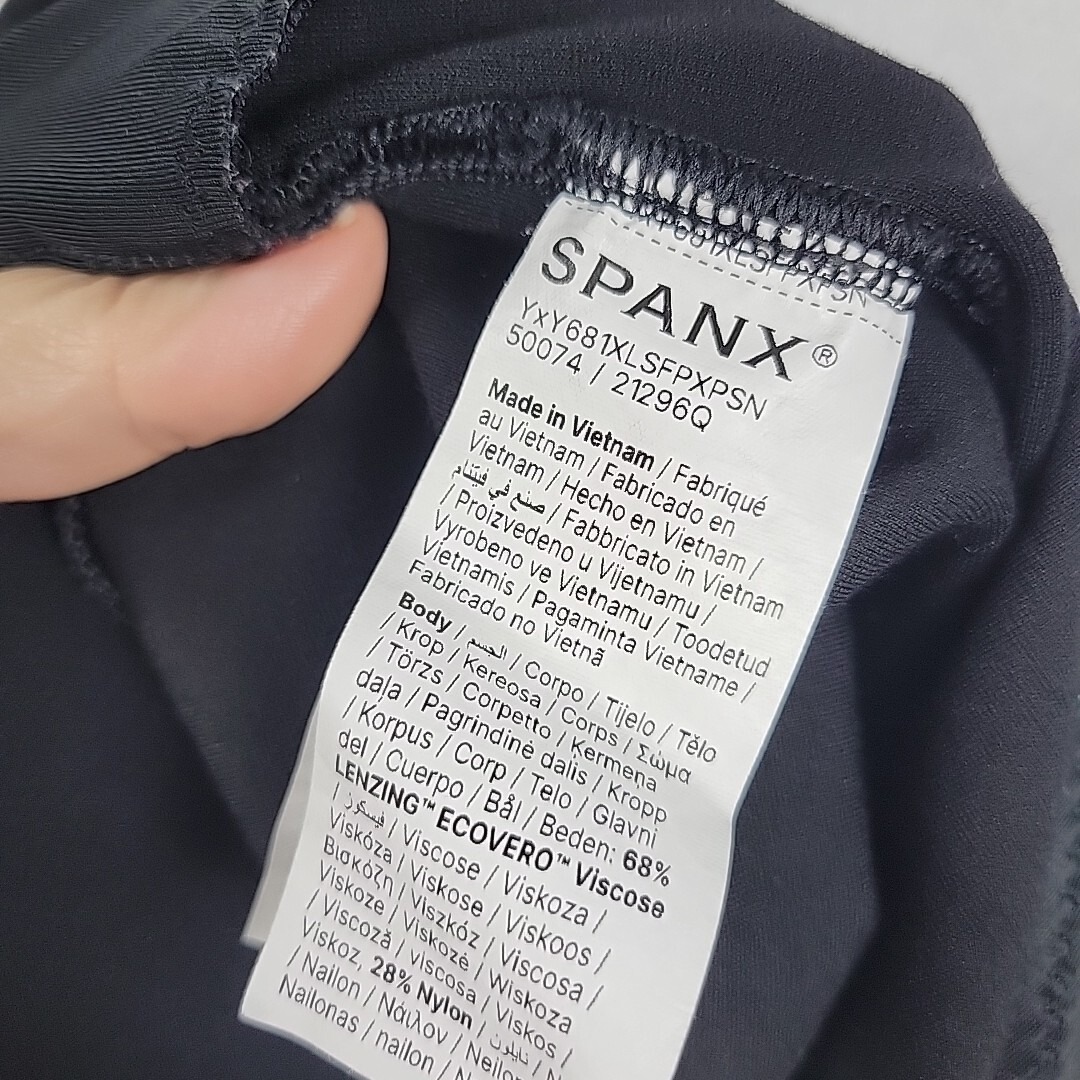 SPANX®
YxY681XLSFPXPSN
50074 / 21296Q
Made in Vietnam / Fabriqué
au Vietnam / Fabricado en
Vietnam / Hecho en Vietnam /
صنع في فيتنام / Fabbricato in Vietnam
/ Proizvedeno u Vijetnamu /
Vyrobeno ve Vietnamu / Toodetud
Vietnamis / Pagaminta Vietname /
Fabricado no Vietnã
Body / الجسم / Corpo / Tijelo / Tělo
/ Krop / Kereosa / Corps / Σώμα
/ Törzs / Corpetto / Ķermeņa
daļa / Pagrindinė dalis / Kropp
/ Korpus / Corp / Telo / Glavni
del / Cuerpo / Bål / Beden: 68%
LENZING™ ECOVERO™ Viscose
/ فيسكوز / Viscose / Viskoza /
Viskóza / Viskose / Viskoos /
Βισκόζη / Viszkóz / Viscosa /
Viskoze / Viskozė / Wiskoza
/ Viscoză / viscosa / Viskos /
Viskoz, 28% Nylon / نايلون /
/ Nailon / Νάιλον / Neilon
Nailonas / nailon /